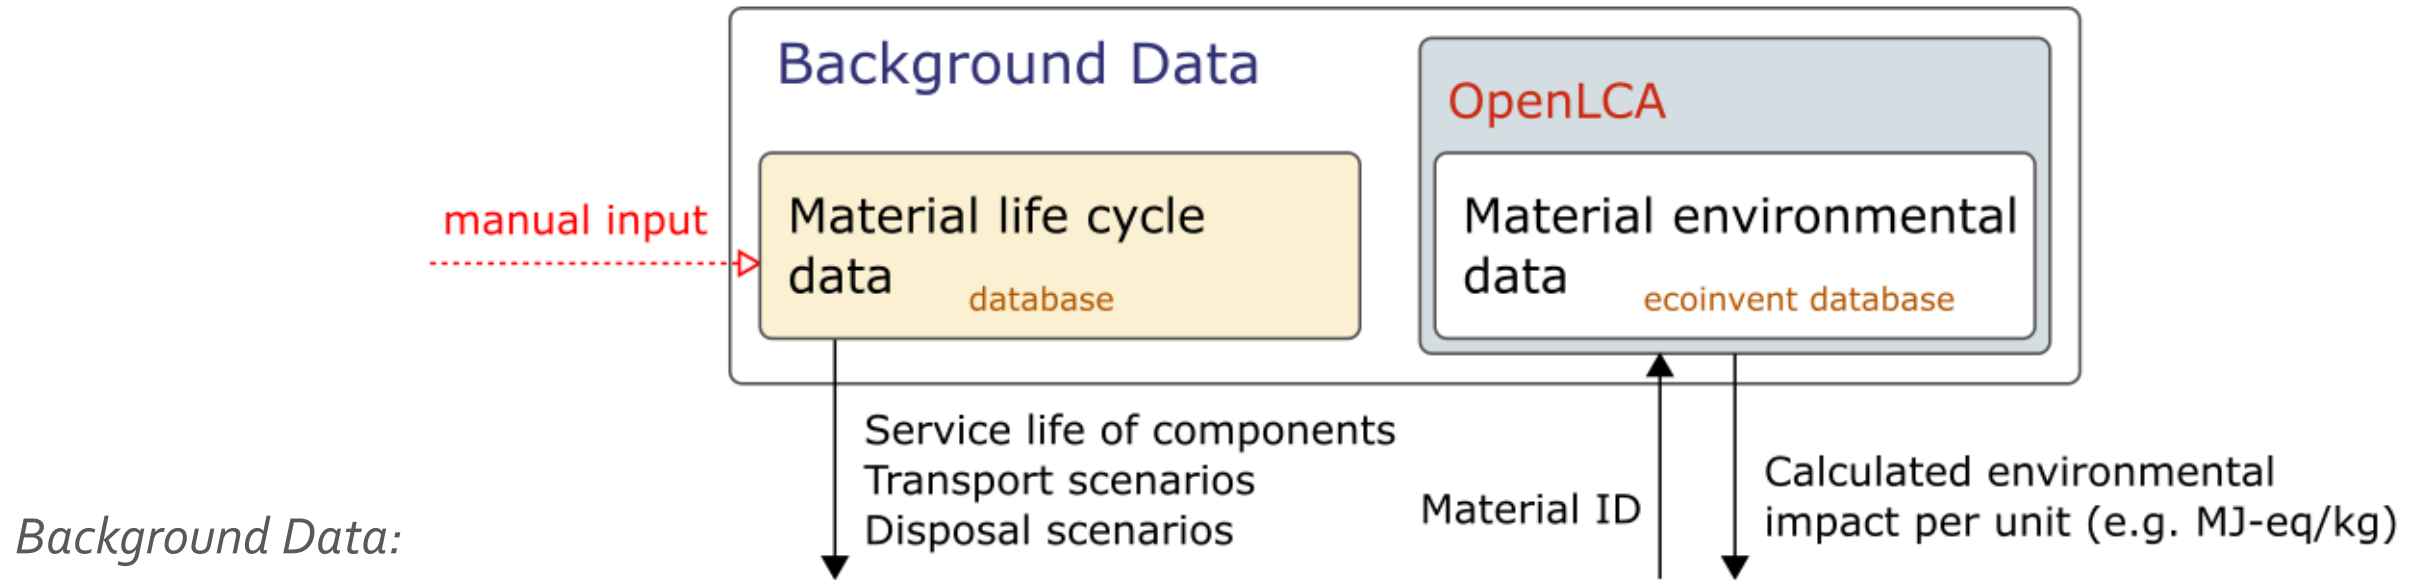 Background Data
OpenLCA
manual input
Material life cycle
data
database
Material environmental
data
ecoinvent database
Service life of components
Transport scenarios
Disposal scenarios
Material ID
Calculated environmental
impact per unit (e.g. MJ-eq/kg)
Background Data: